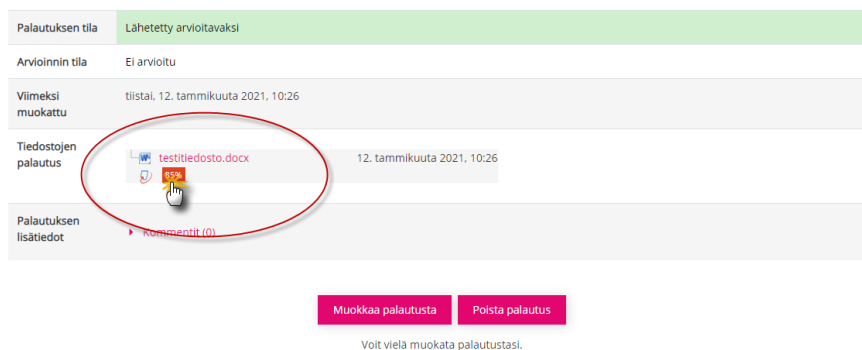 Palautuksen tila
Lähetetty arvioitavaksi
Arvioinnin tila
Ei arvioitu
Viimeksi
muokattu
tiistai, 12. tammikuuta 2021, 10:26
Tiedostojen
palautus
testitiedosto.docx
12. tammikuuta 2021, 10:26
85%
Palautuksen
lisätiedot
Kommentit (0)
Muokkaa palautusta
Poista palautus
Voit vielä muokata palautustasi.